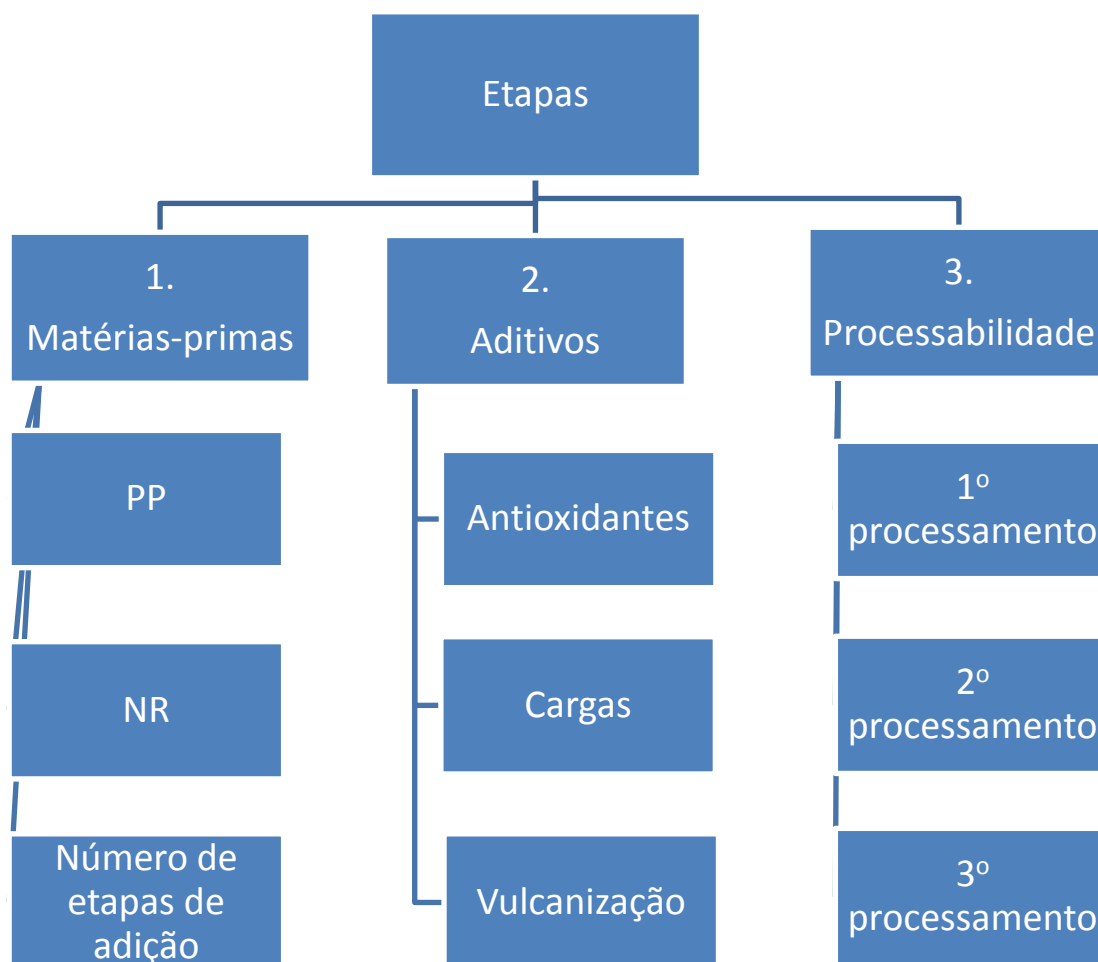 Etapas
1.
Matérias-primas
PP
NR
Número de
etapas de
adição
2.
Aditivos
Antioxidantes
Cargas
Vulcanização
3.
Processabilidade
1º
processamento
2º
processamento
3º
processamento